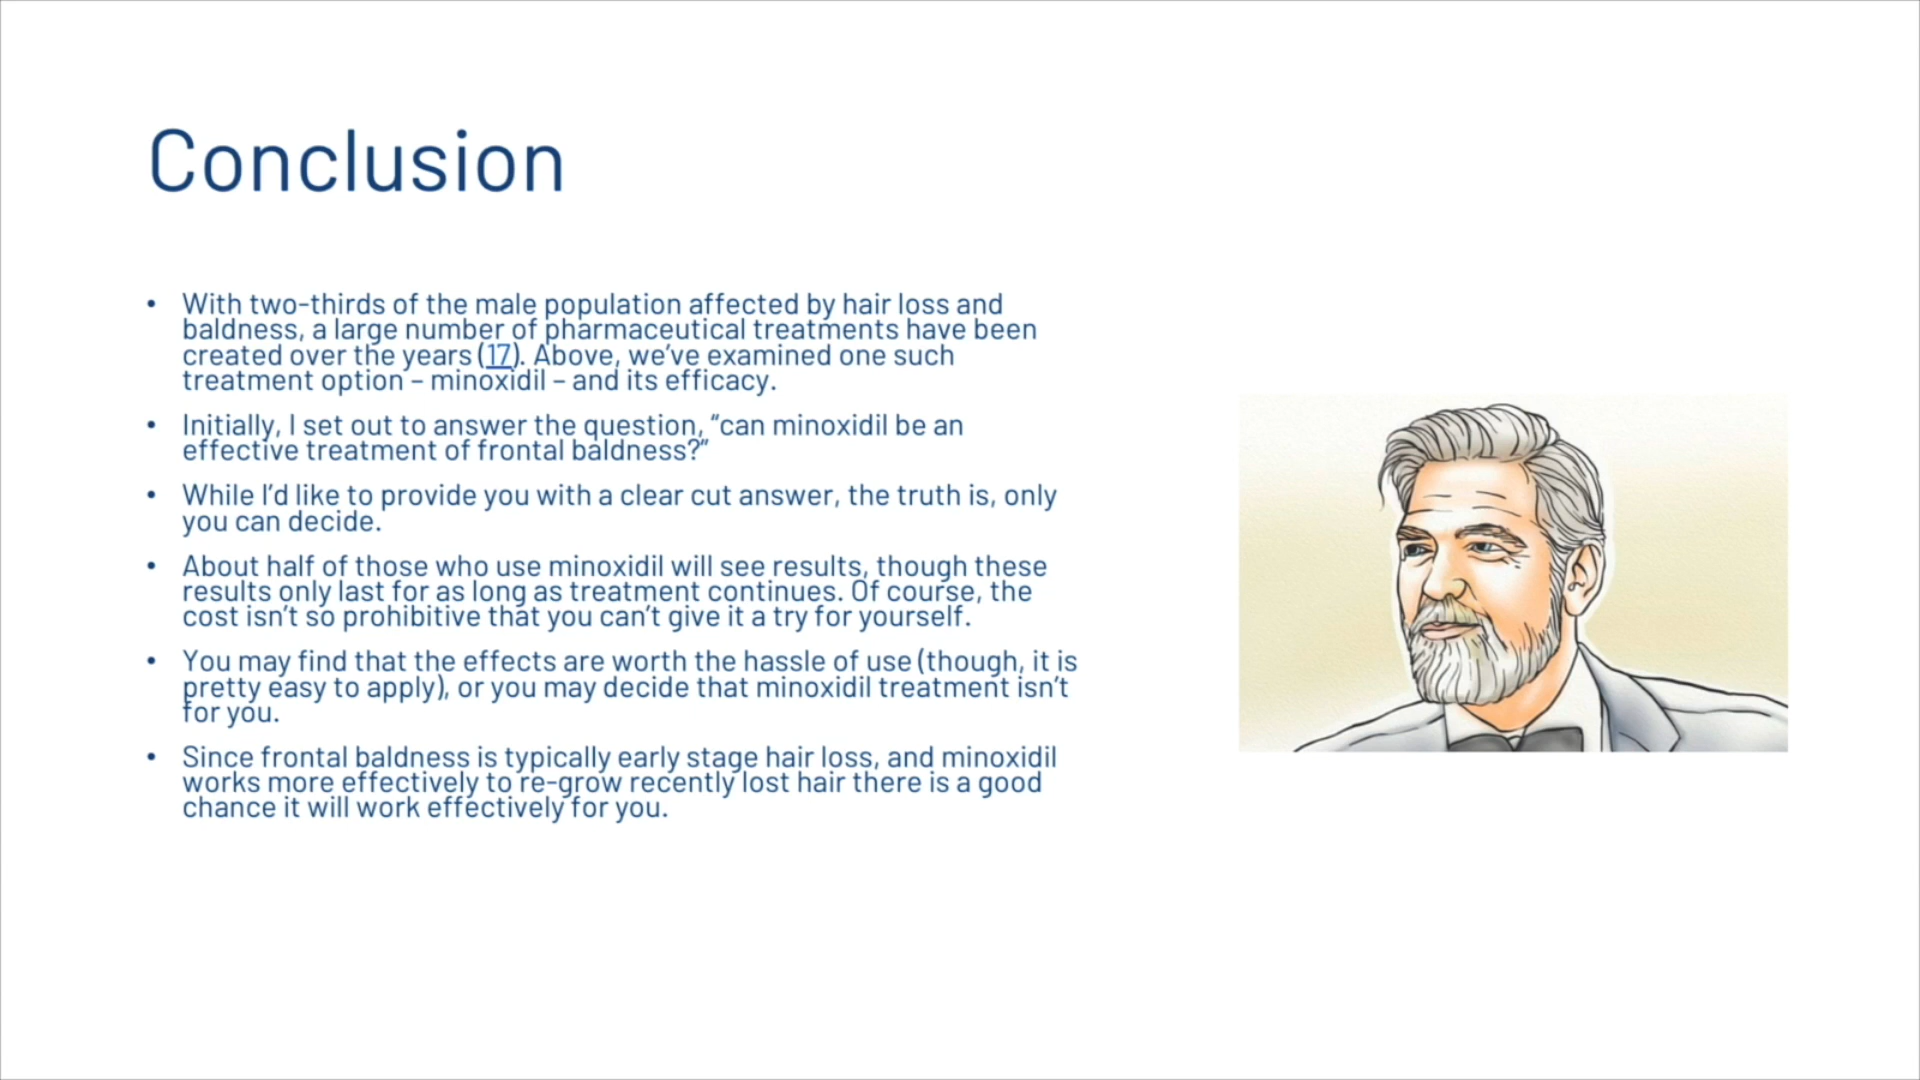 Conclusion
• With two-thirds of the male population affected by hair loss and
baldness, a large number of pharmaceutical treatments have been
created over the years (17). Above, we’ve examined one such
treatment option – minoxidil – and its efficacy.
• Initially, I set out to answer the question, “can minoxidil be an
effective treatment of frontal baldness?”
• While I’d like to provide you with a clear cut answer, the truth is, only
you can decide.
• About half of those who use minoxidil will see results, though these
results only last for as long as treatment continues. Of course, the
cost isn’t so prohibitive that you can’t give it a try for yourself.
• You may find that the effects are worth the hassle of use (though, it is
pretty easy to apply), or you may decide that minoxidil treatment isn’t
for you.
• Since frontal baldness is typically early stage hair loss, and minoxidil
works more effectively to re-grow recently lost hair there is a good
chance it will work effectively for you.